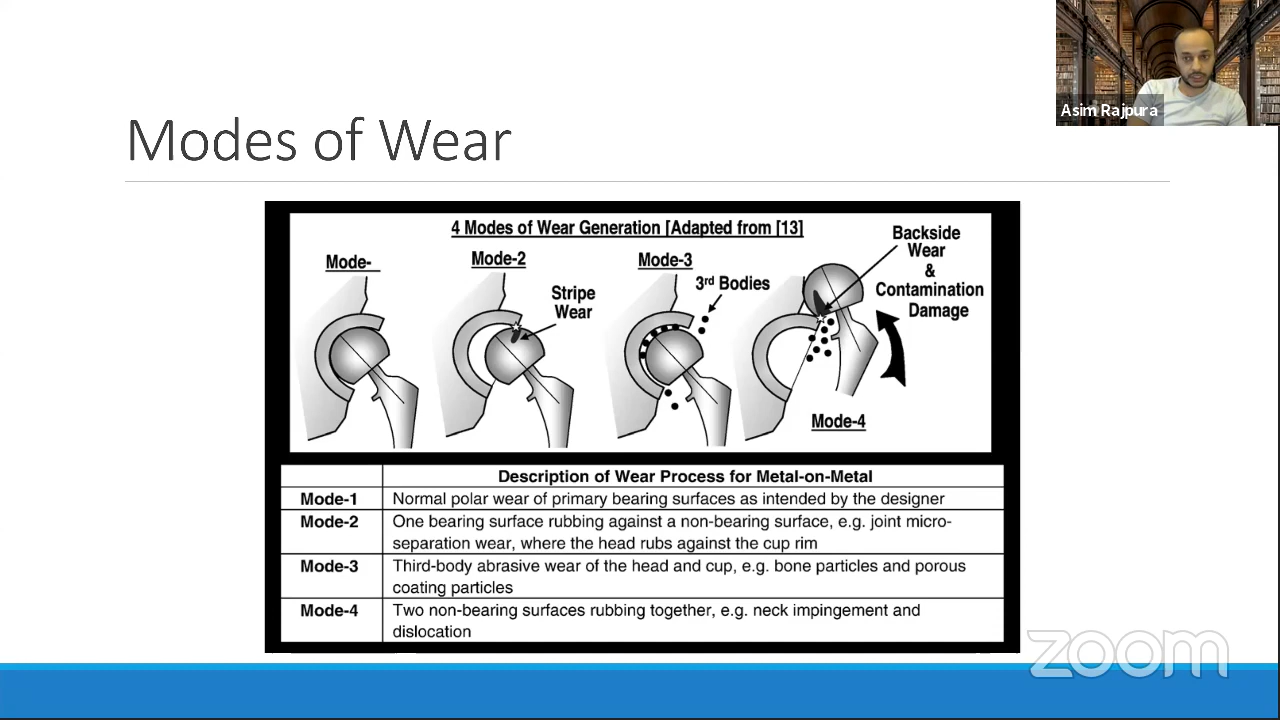 Asim Rajpura
Modes of Wear
4 Modes of Wear Generation [Adapted from [13]
Mode-
Mode-2
Stripe
Wear
Mode-3
3rd Bodies
Backside
Wear
&
Contamination
Damage
Mode-4
Description of Wear Process for Metal-on-Metal
Mode-1 Normal polar wear of primary bearing surfaces as intended by the designer
Mode-2 One bearing surface rubbing against a non-bearing surface, e.g. joint micro-
separation wear, where the head rubs against the cup rim
Mode-3 Third-body abrasive wear of the head and cup, e.g. bone particles and porous
coating particles
Mode-4 Two non-bearing surfaces rubbing together, e.g. neck impingement and
dislocation
zoom